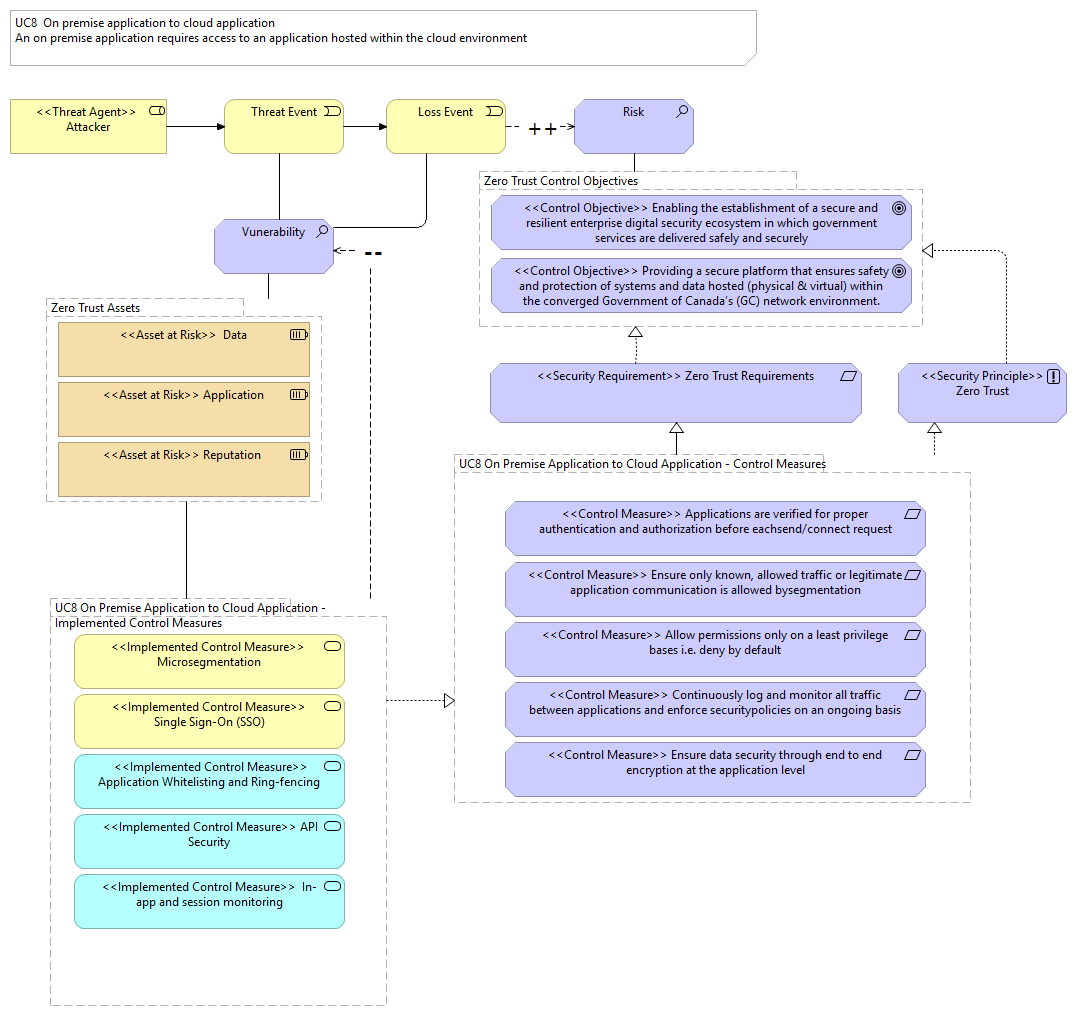 UC8  On premise application to cloud application
An on premise application requires access to an application hosted within the cloud environment
<<Threat Agent>>
Attacker
Threat Event
Loss Event
++
Risk
Zero Trust Control Objectives
<<Control Objective>> Enabling the establishment of a secure and
resilient enterprise digital security ecosystem in which government
services are delivered safely and securely
<<Control Objective>> Providing a secure platform that ensures safety
and protection of systems and data hosted (physical & virtual) within
the converged Government of Canada's (GC) network environment.
Vunerability
--
Zero Trust Assets
<<Asset at Risk>>  Data
<<Asset at Risk>> Application
<<Asset at Risk>> Reputation
<<Security Requirement>> Zero Trust Requirements
<<Security Principle>>
Zero Trust
UC8 On Premise Application to Cloud Application - Control Measures
<<Control Measure>> Applications are verified for proper
authentication and authorization before eachsend/connect request
<<Control Measure>> Ensure only known, allowed traffic or legitimate
application communication is allowed bysegmentation
<<Control Measure>> Allow permissions only on a least privilege
bases i.e. deny by default
<<Control Measure>> Continuously log and monitor all traffic
between applications and enforce securitypolicies on an ongoing basis
<<Control Measure>> Ensure data security through end to end
encryption at the application level
UC8 On Premise Application to Cloud Application -
Implemented Control Measures
<<Implemented Control Measure>>
Microsegmentation
<<Implemented Control Measure>>
Single Sign-On (SSO)
<<Implemented Control Measure>>
Application Whitelisting and Ring-fencing
<<Implemented Control Measure>> API
Security
<<Implemented Control Measure>>  In-
app and session monitoring